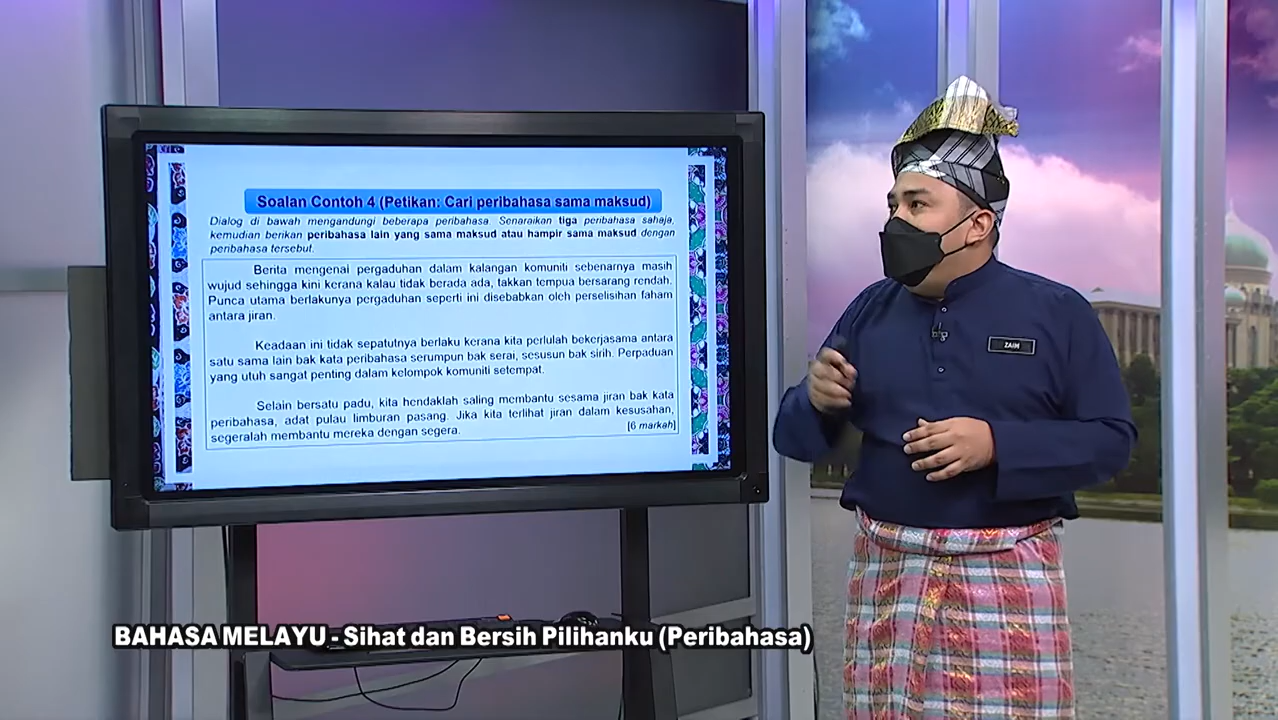 Soalan Contoh 4 (Petikan: Cari peribahasa sama maksud)
Dialog di bawah mengandungi beberapa peribahasa. Senaraikan tiga peribahasa sahaja,
kemudian berikan peribahasa lain yang sama maksud atau hampir sama maksud dengan
peribahasa tersebut.
Berita mengenai pergaduhan dalam kalangan komuniti sebenarnya masih
wujud sehingga kini kerana kalau tidak berada ada, takkan tempua bersarang rendah.
Punca utama berlakunya pergaduhan seperti ini disebabkan oleh perselisihan faham
antara jiran.
Keadaan ini tidak sepatutnya berlaku kerana kita perlulah bekerjasama antara
satu sama lain bak kata peribahasa serumpun bak serai, sesusun bak sirih. Perpaduan
yang utuh sangat penting dalam kelompok komuniti setempat.
Selain bersatu padu, kita hendaklah saling membantu sesama jiran bak kata
peribahasa, adat pulau limburan pasang. Jika kita terlihat jiran dalam kesusahan,
segeralah membantu mereka dengan segera.
[6 markah]
ZAIM
BAHASA MELAYU - Sihat dan Bersih Pilihanku (Peribahasa)